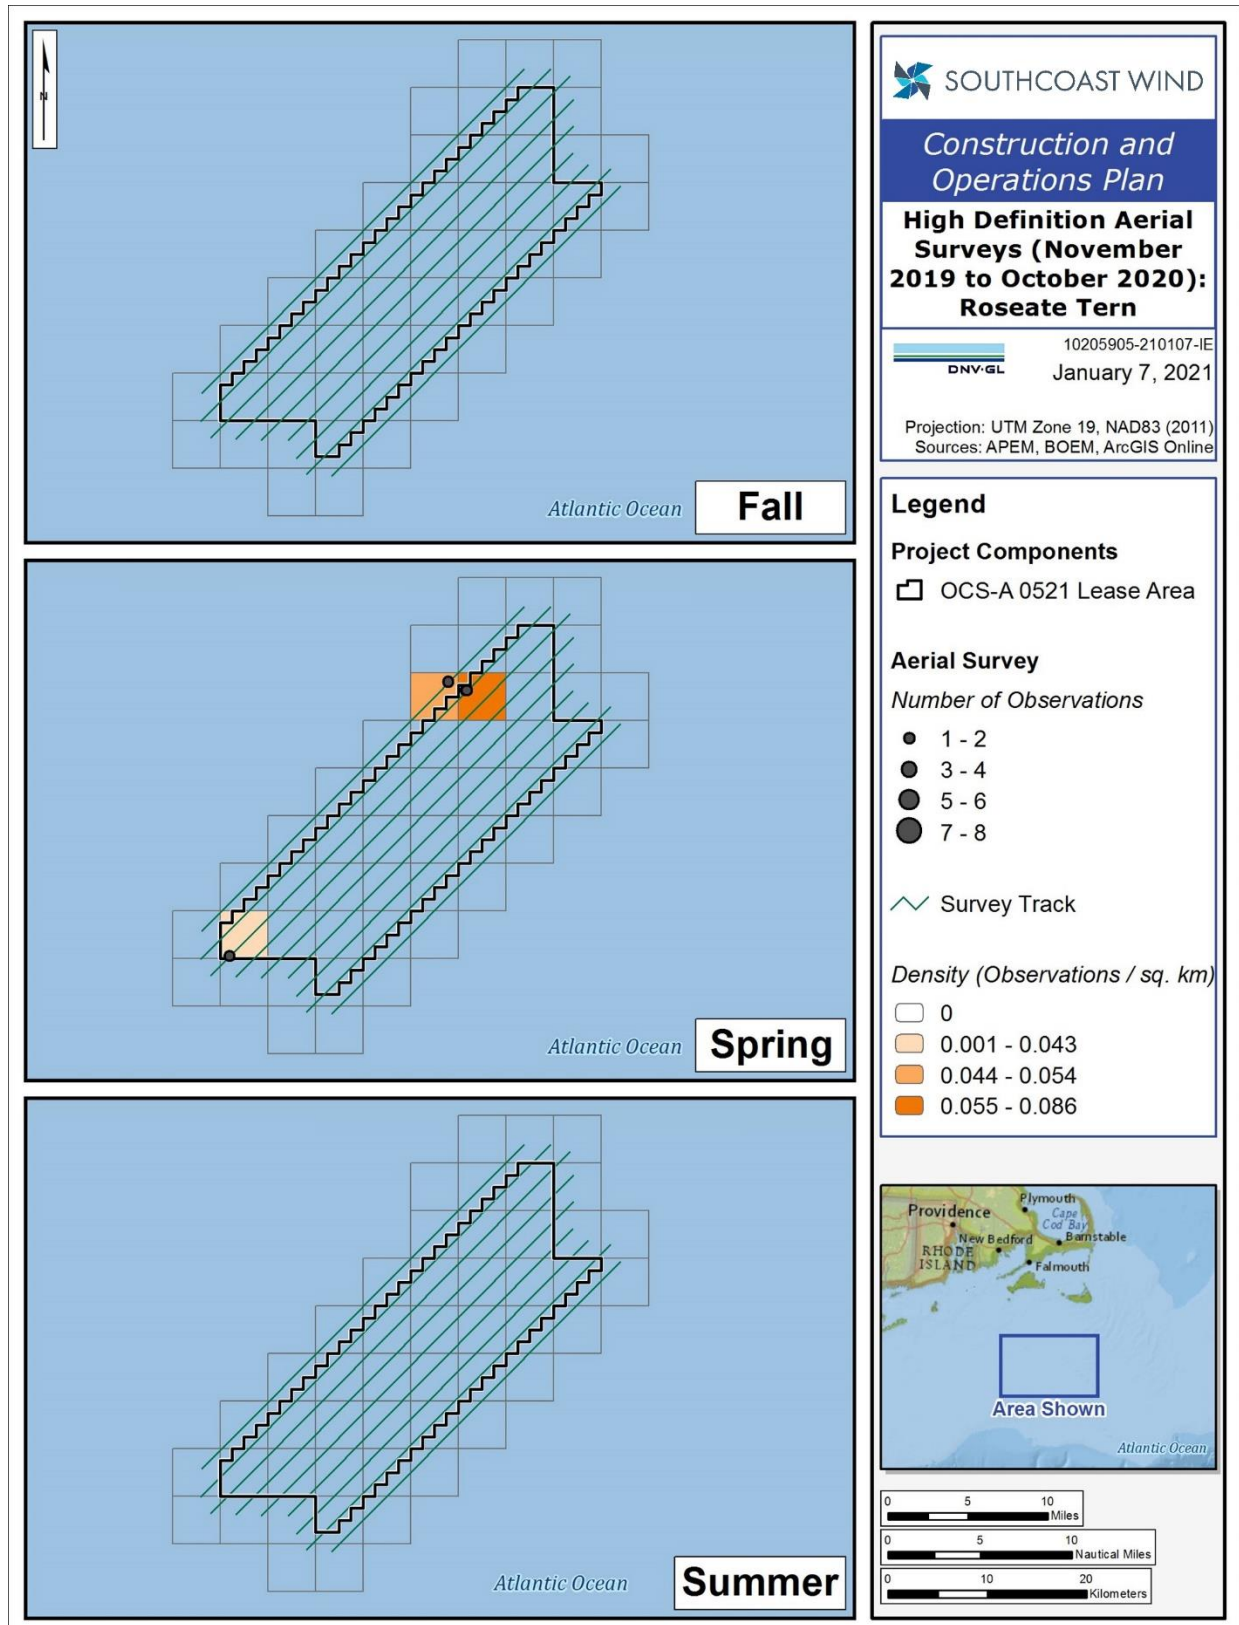 N
Atlantic Ocean
Fall
Atlantic Ocean
Spring
Atlantic Ocean
Summer
SOUTHCOAST WIND
Construction and
Operations Plan
High Definition Aerial
Surveys (November
2019 to October 2020):
Roseate Tern
DNV·GL
10205905-210107-IE
January 7, 2021
Projection: UTM Zone 19, NAD83 (2011)
Sources: APEM, BOEM, ArcGIS Online
Legend
Project Components
OCS-A 0521 Lease Area
Aerial Survey
Number of Observations
1 - 2
3 - 4
5 - 6
7 - 8
Survey Track
Density (Observations / sq. km)
0
0.001 - 0.043
0.044 - 0.054
0.055 - 0.086
Plymouth
Providence
Cape
Cod Bay
New Bedford
Barnstable
RHODE
ISLAND
Falmouth
Area Shown
Atlantic Ocean
0 5 10
Miles
0 5 10
Nautical Miles
0 10 20
Kilometers